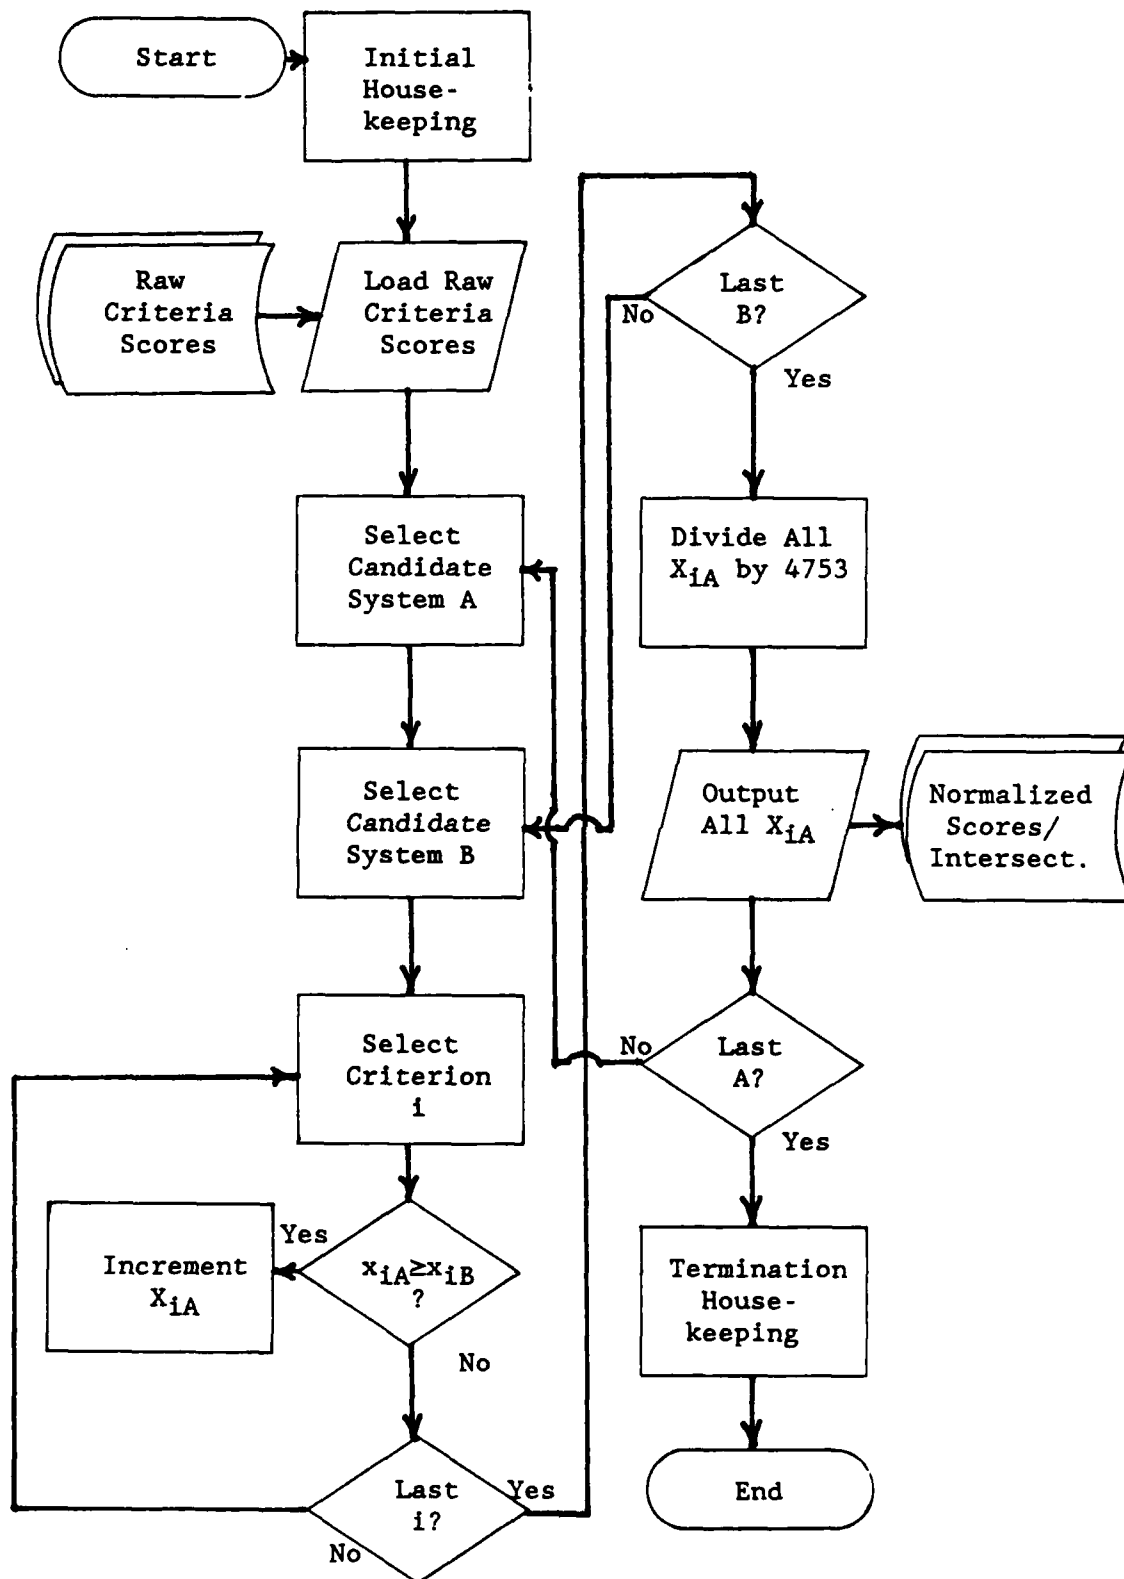 Start
Initial
House-
keeping
Raw
Criteria
Scores
Load Raw
Criteria
Scores
Select
Candidate
System A
Select
Candidate
System B
Select
Criterion
i
Yes
Increment
XiA
xiA≥xiB
?
No
Last
i?
Yes
No
Last
B?
No
Yes
Divide All
XiA by 4753
Output
All XiA
Normalized
Scores/
Intersect.
No
Last
A?
Yes
Termination
House-
keeping
End